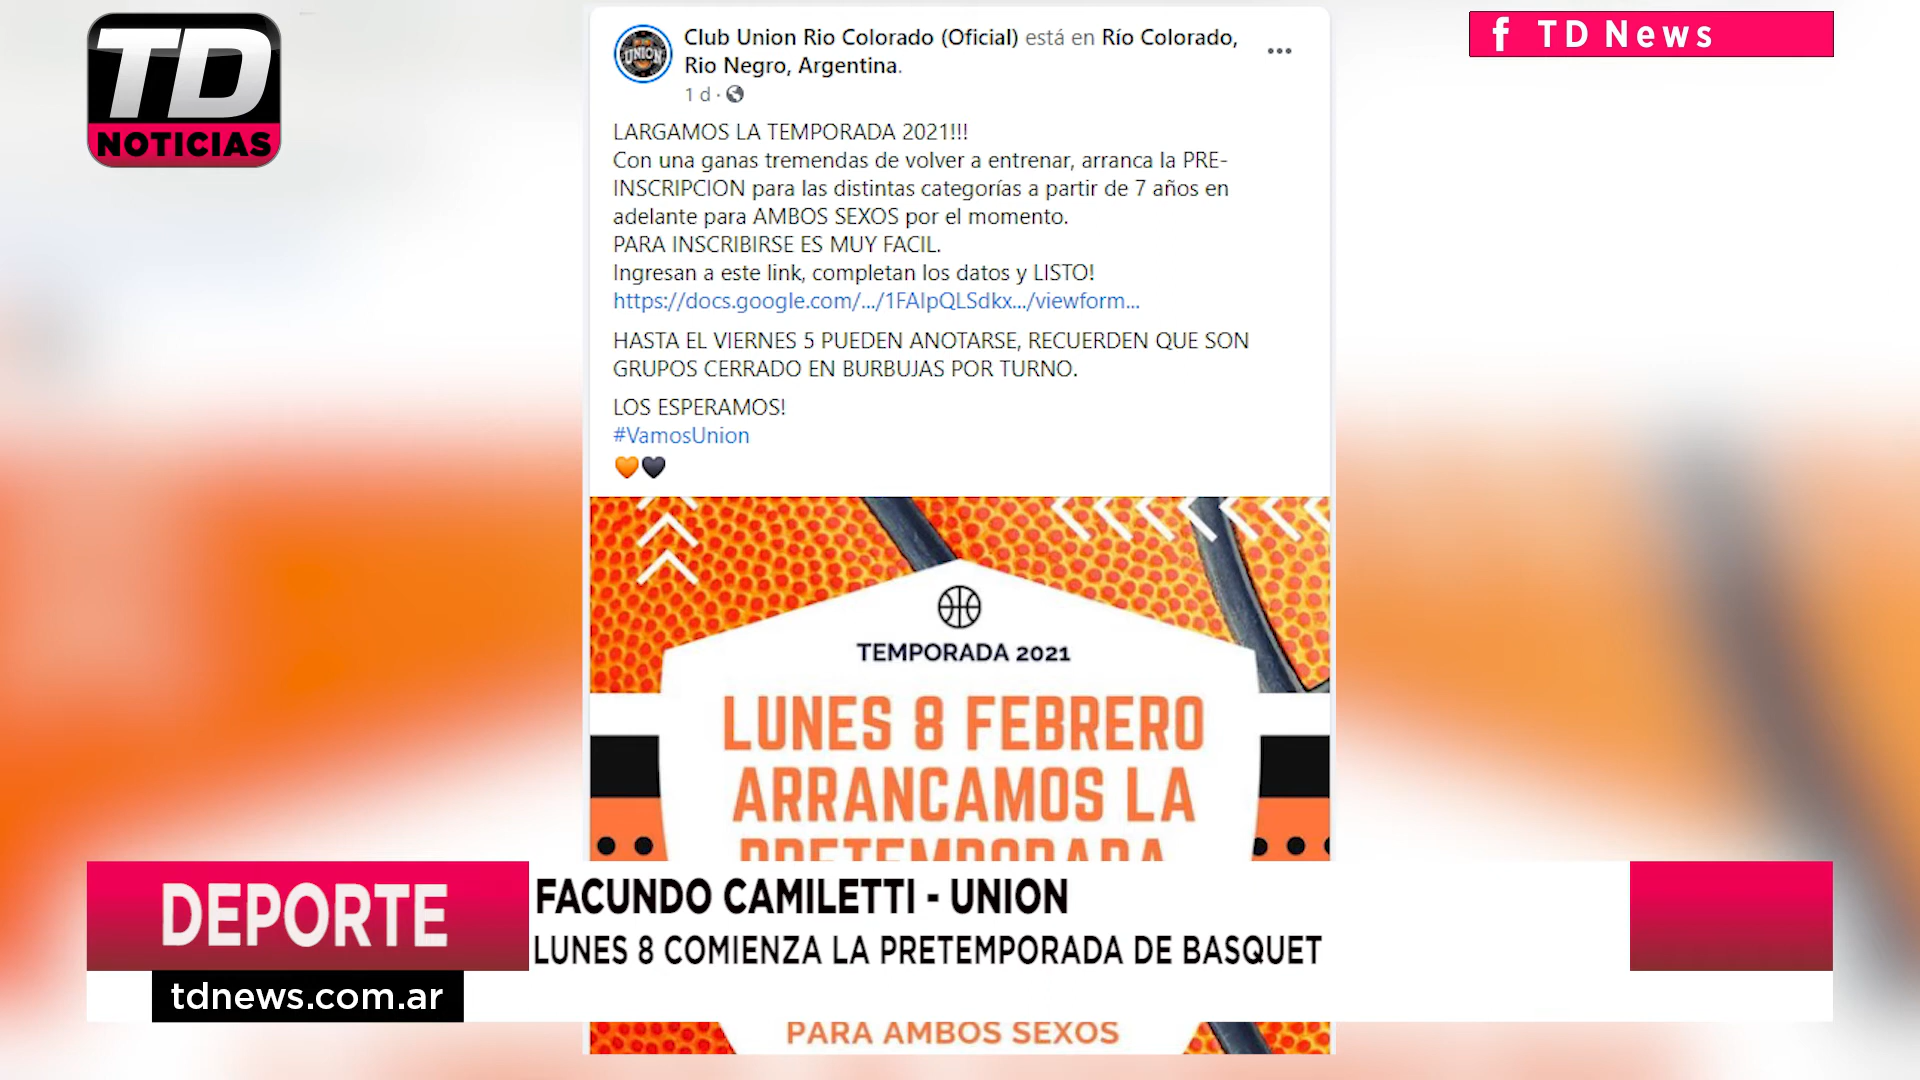 TD
NOTICIAS
f TD News
UNION
Club Union Rio Colorado (Oficial) está en Río Colorado,
Rio Negro, Argentina.
1 d ·
LARGAMOS LA TEMPORADA 2021!!!
Con una ganas tremendas de volver a entrenar, arranca la PRE-
INSCRIPCION para las distintas categorías a partir de 7 años en
adelante para AMBOS SEXOS por el momento.
PARA INSCRIBIRSE ES MUY FACIL.
Ingresan a este link, completan los datos y LISTO!
https://docs.google.com/.../1FAIpQLSdkx.../viewform...
HASTA EL VIERNES 5 PUEDEN ANOTARSE, RECUERDEN QUE SON
GRUPOS CERRADO EN BURBUJAS POR TURNO.
LOS ESPERAMOS!
#VamosUnion
🧡🖤
TEMPORADA 2021
LUNES 8 FEBRERO
ARRANCAMOS LA
PRETEMPORADA
DEPORTE
FACUNDO CAMILETTI - UNION
LUNES 8 COMIENZA LA PRETEMPORADA DE BASQUET
tdnews.com.ar
PARA AMBOS SEXOS